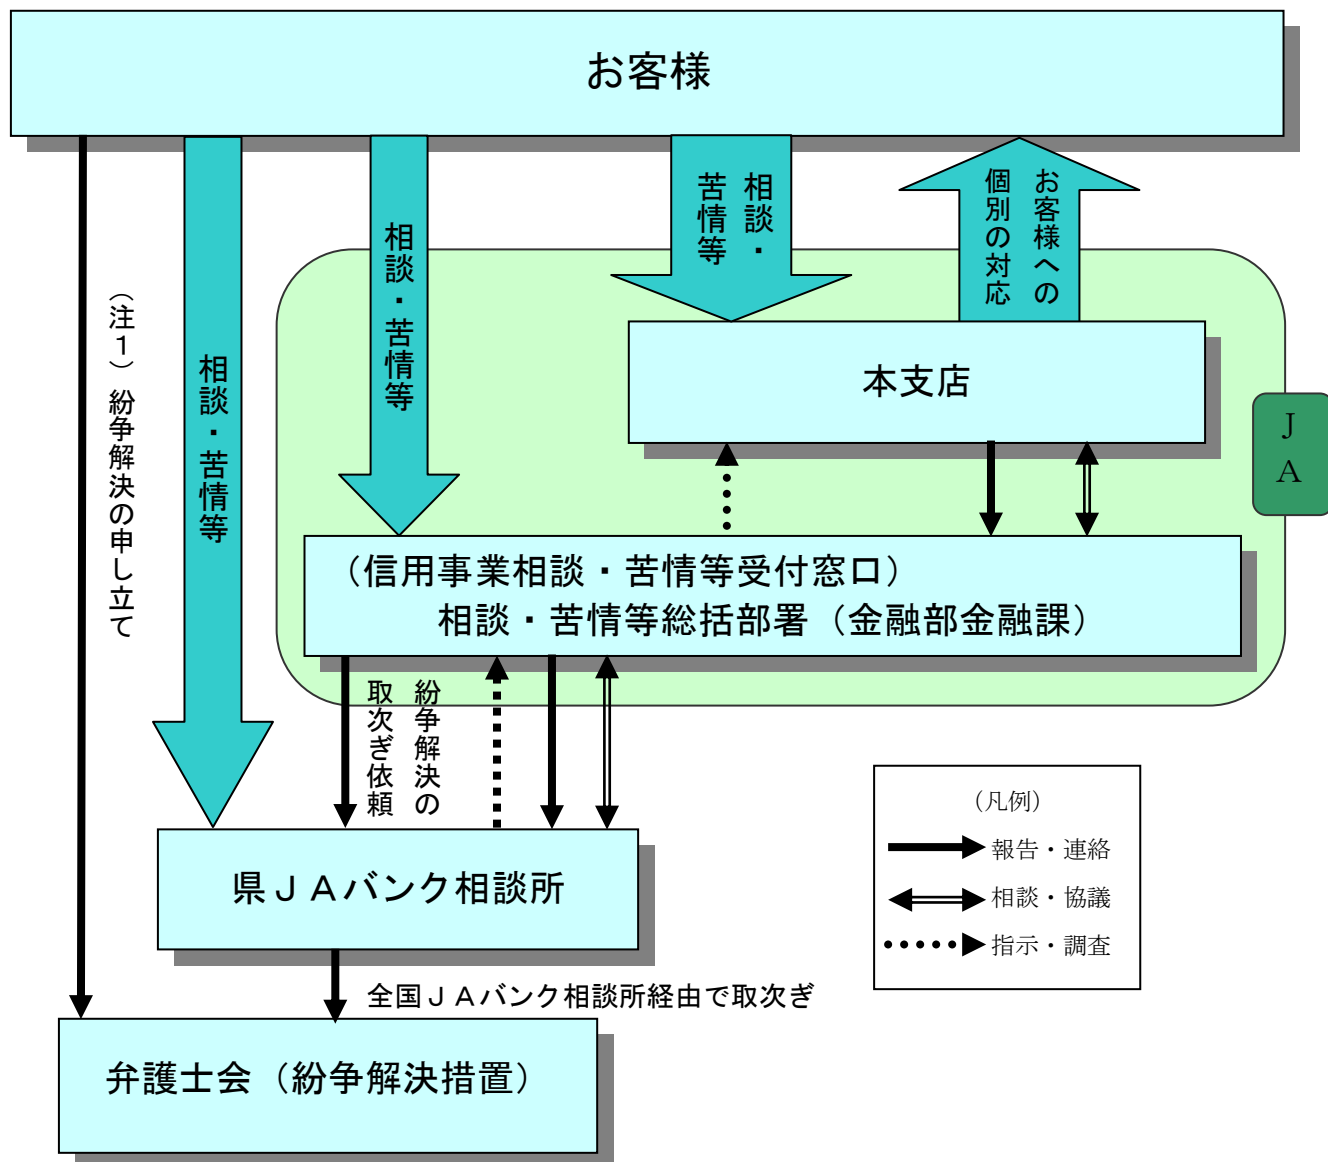 お客様
相談・
苦情等
お客様への
個別の対応
相談・苦情等
相談・苦情等
（注１）紛争解決の申し立て
本支店
ＪＡ
（信用事業相談・苦情等受付窓口）
相談・苦情等総括部署（金融部金融課）
紛争解決の
取次ぎ依頼
（凡例）
報告・連絡
相談・協議
指示・調査
県ＪＡバンク相談所
全国ＪＡバンク相談所経由で取次ぎ
弁護士会（紛争解決措置）